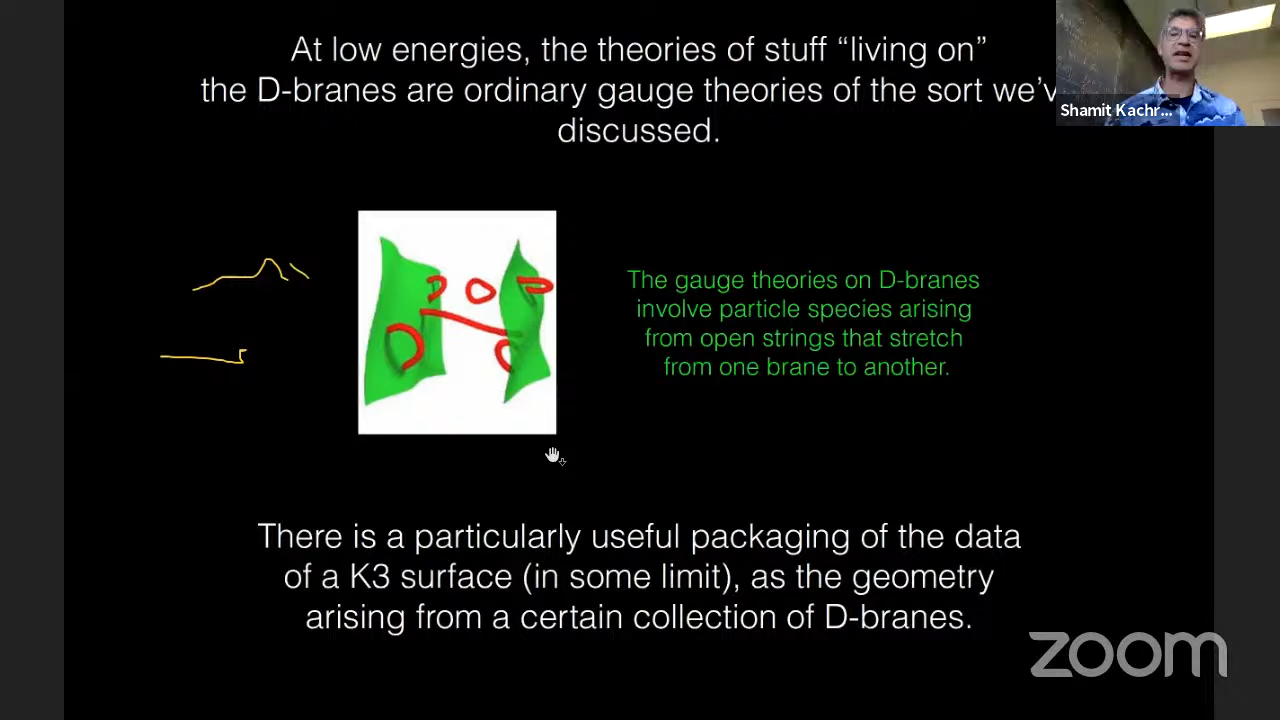 At low energies, the theories of stuff “living on”
the D-branes are ordinary gauge theories of the sort we’v
discussed.
Shamit Kachr...
The gauge theories on D-branes
involve particle species arising
from open strings that stretch
from one brane to another.
There is a particularly useful packaging of the data
of a K3 surface (in some limit), as the geometry
arising from a certain collection of D-branes.
zoom